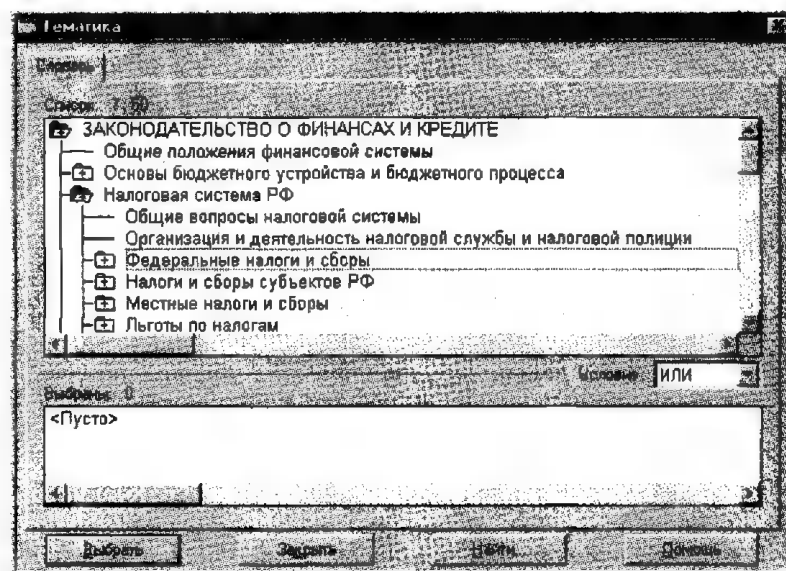 Тематика
Словарь
Список: 7, 60
ЗАКОНОДАТЕЛЬСТВО О ФИНАНСАХ И КРЕДИТЕ
Общие положения финансовой системы
Основы бюджетного устройства и бюджетного процесса
Налоговая система РФ
Общие вопросы налоговой системы
Организация и деятельность налоговой службы и налоговой полиции
Федеральные налоги и сборы
Налоги и сборы субъектов РФ
Местные налоги и сборы
Льготы по налогам
Условие ИЛИ
Выбраны: 0
<Пусто>
Выбрать Закрыть Найти Помощь